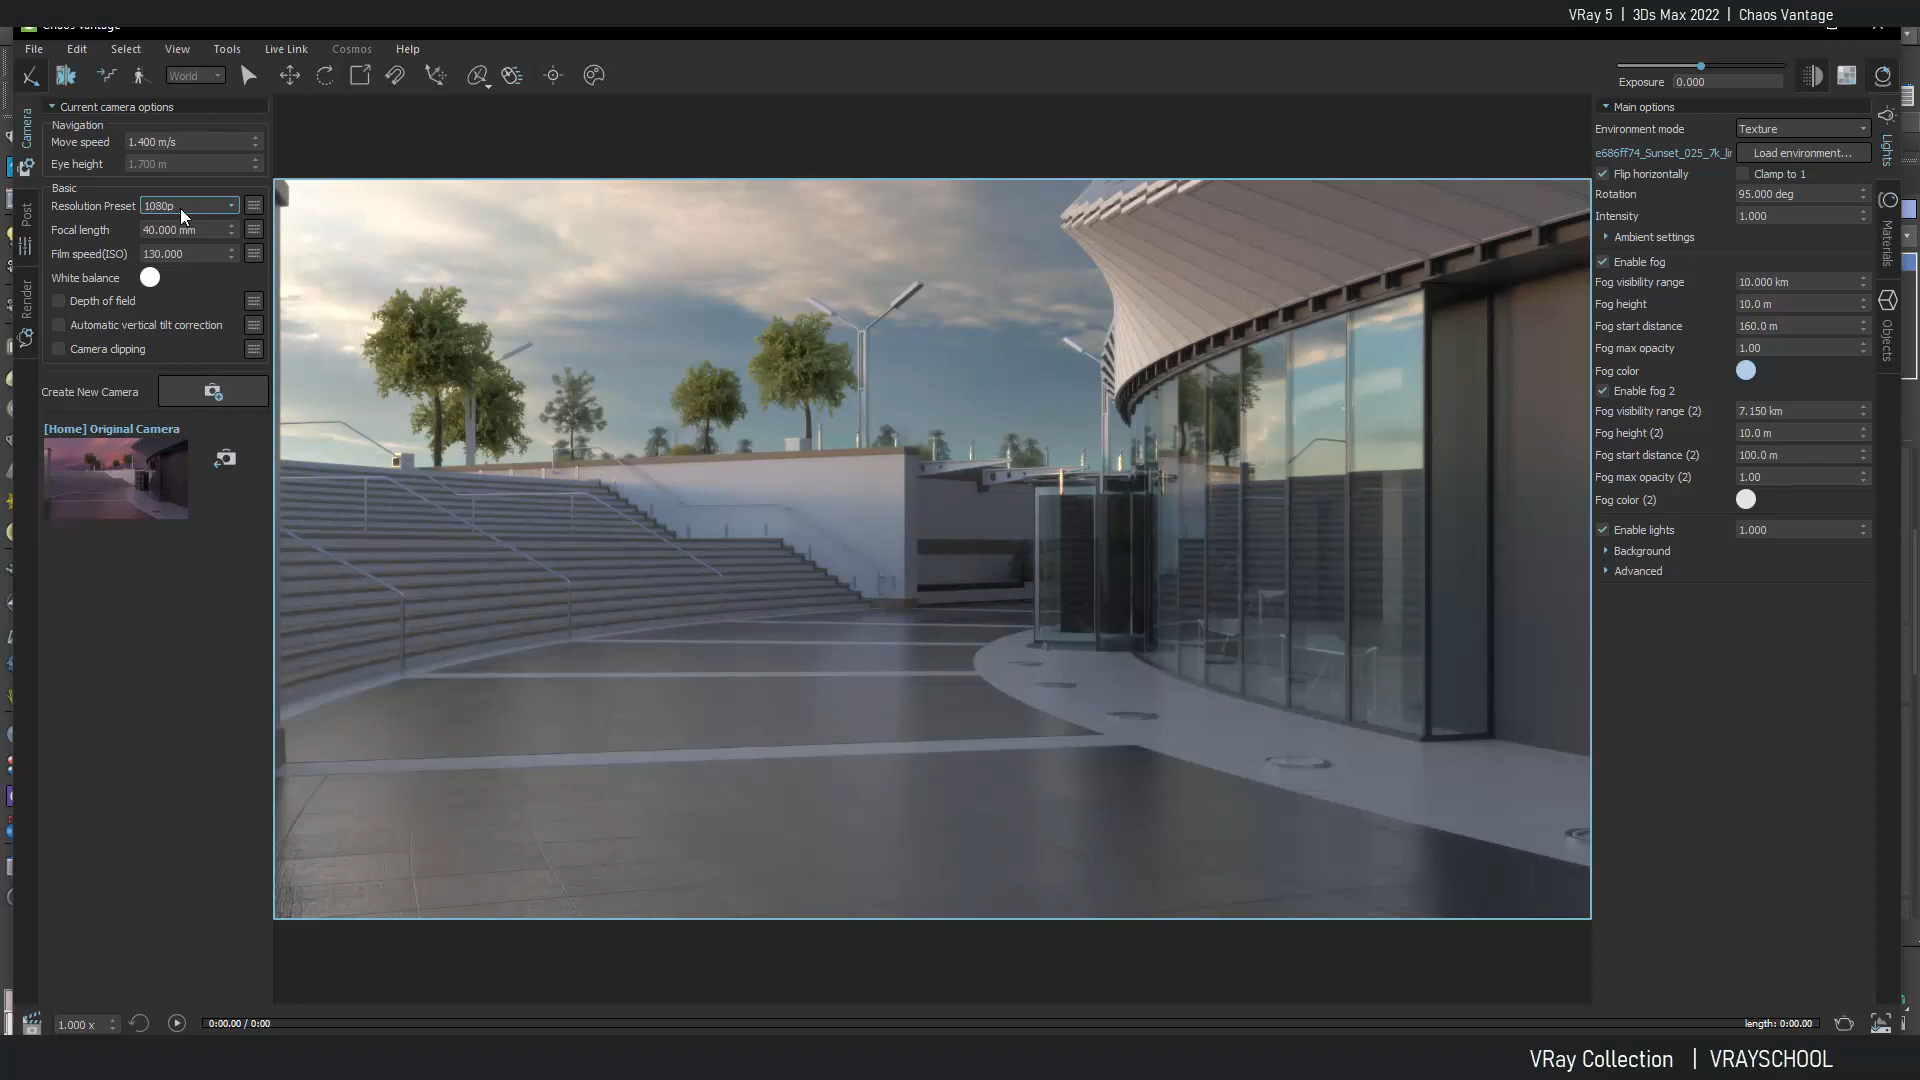 VRay 5 | 3Ds Max 2022 | Chaos Vantage
Chaos Vantage
File Edit Select View Tools Live Link Cosmos Help
World
Exposure 0.000
Current camera options
Navigation
Move speed 1.400 m/s
Eye height 1.700 m
Basic
Resolution Preset 1080p
Focal length 40.000 mm
Film speed(ISO) 130.000
White balance
Depth of field
Automatic vertical tilt correction
Camera clipping
Create New Camera
[Home] Original Camera
Camera
Post
Render
Main options
Environment mode Texture
e686ff74_Sunset_025_7k_li Load environment...
Flip horizontally Clamp to 1
Rotation 95.000 deg
Intensity 1.000
Ambient settings
Enable fog
Fog visibility range 10.000 km
Fog height 10.0 m
Fog start distance 160.0 m
Fog max opacity 1.00
Fog color
Enable fog 2
Fog visibility range (2) 7.150 km
Fog height (2) 10.0 m
Fog start distance (2) 100.0 m
Fog max opacity (2) 1.00
Fog color (2)
Enable lights 1.000
Background
Advanced
Lights
Materials
Objects
1.000 x
0:00.00 / 0:00
length: 0:00.00
VRay Collection | VRAYSCHOOL